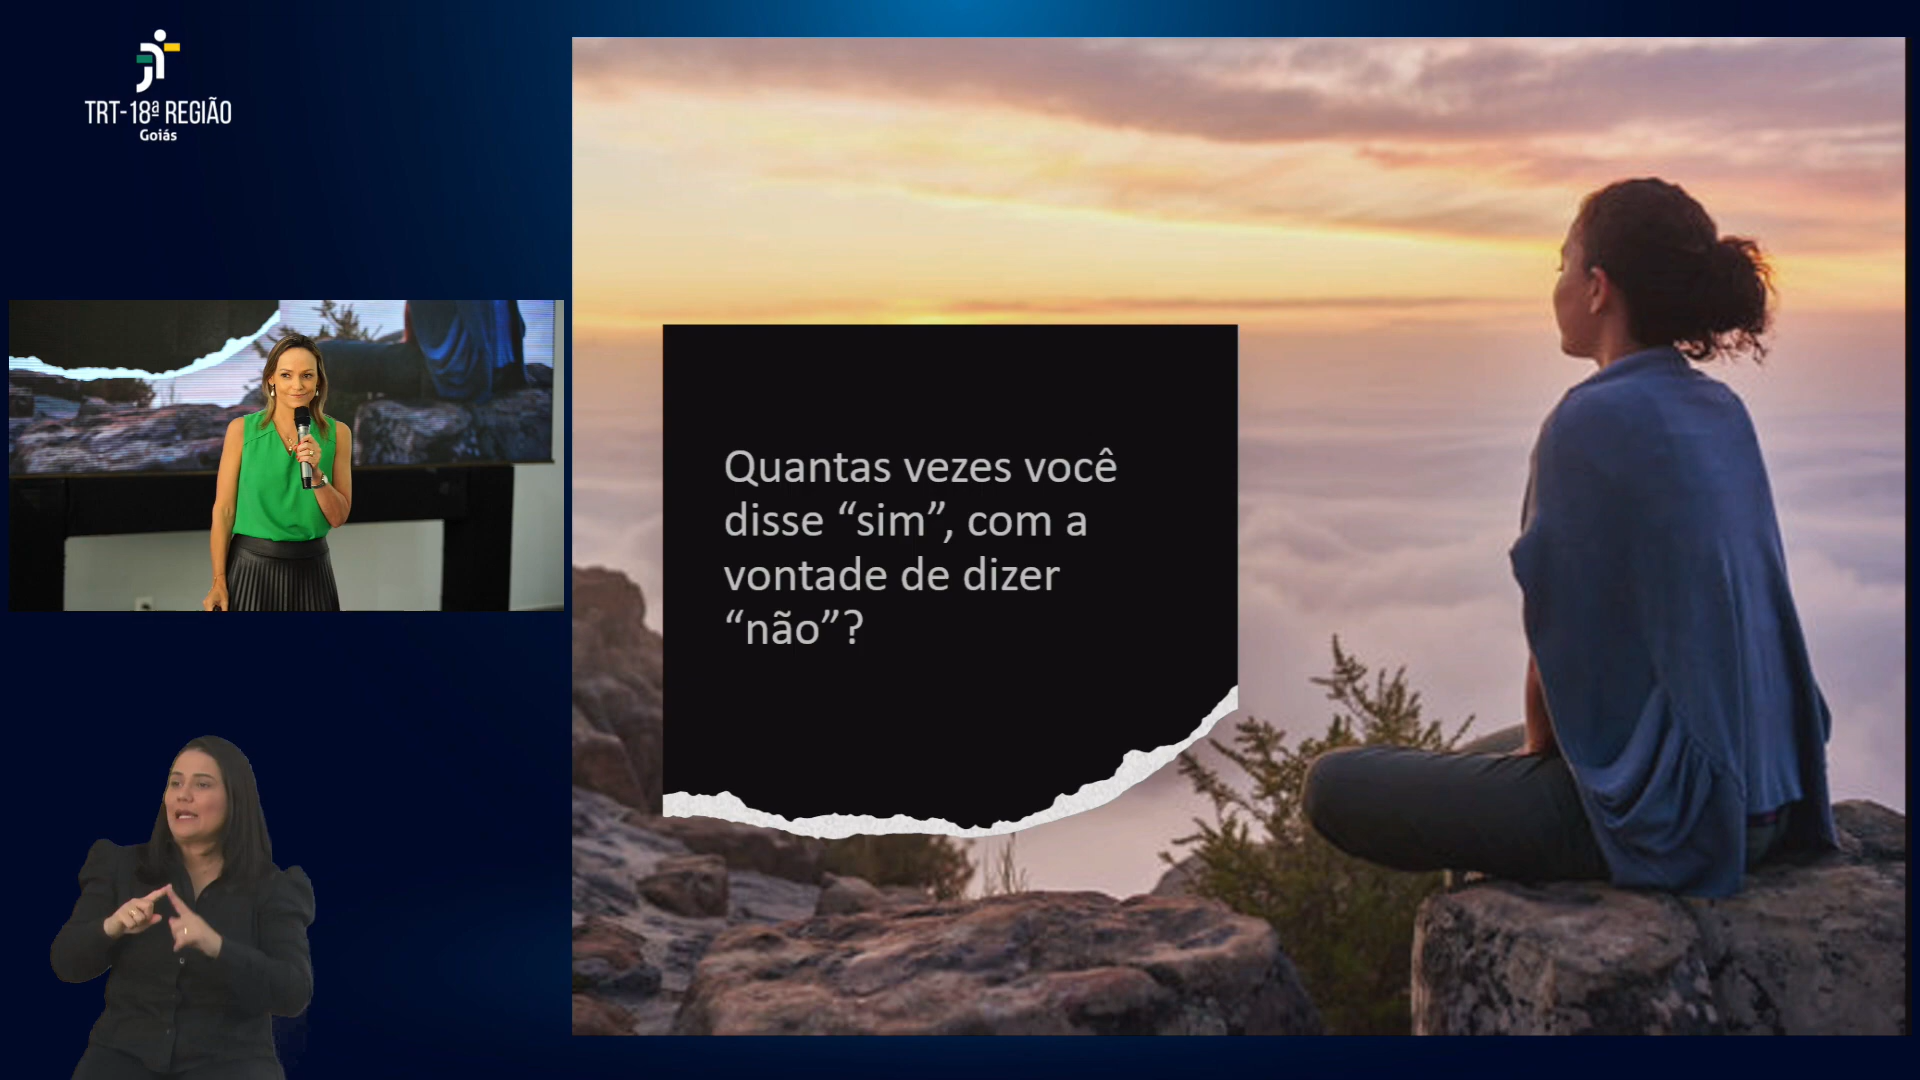 TRT-18ª REGIÃO
Goiás
Quantas vezes você
disse “sim”, com a
vontade de dizer
“não”?